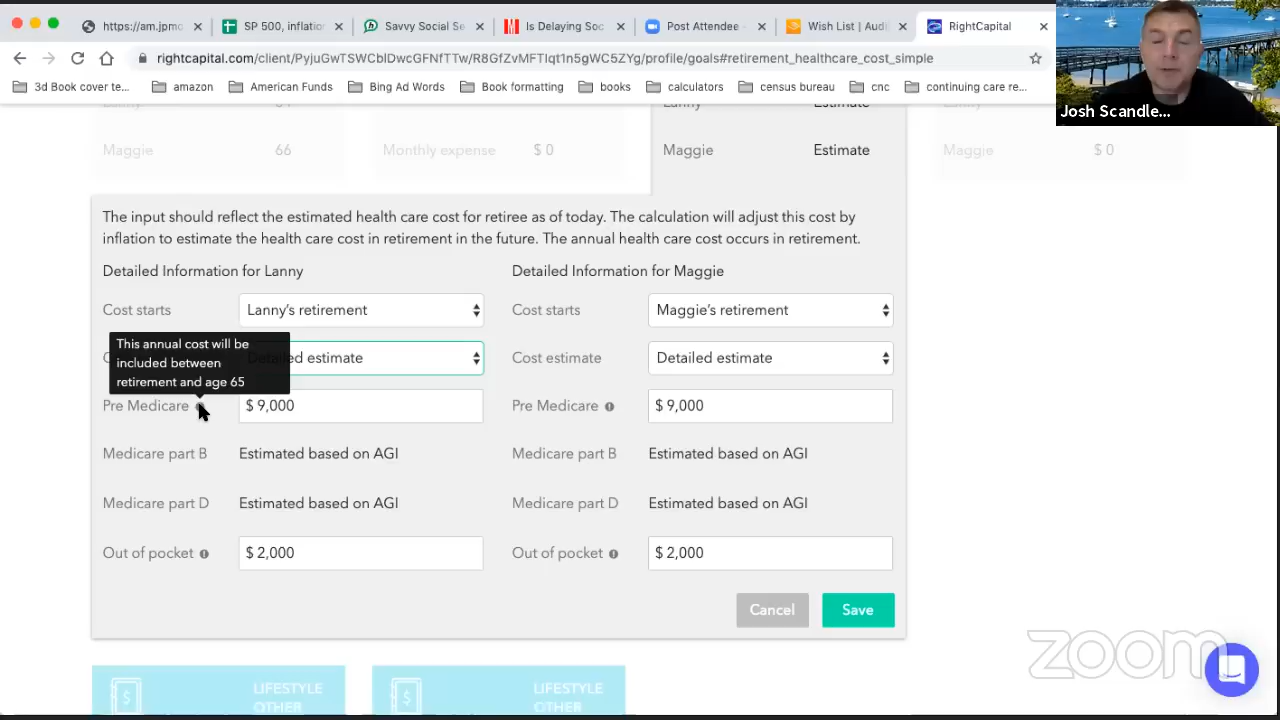 https://am.jpmo
SP 500, inflation
Savvy Social Se
Is Delaying Soc
Post Attendee -
Wish List | Audi
RightCapital
rightcapital.com/client/PyjuGwTSWCbIDwcGFNfTTw/R8GfZvMFTIqt1n5gWC5ZYg/profile/goals#retirement_healthcare_cost_simple
3d Book cover te...
amazon
American Funds
Bing Ad Words
Book formatting
books
calculators
census bureau
cnc
continuing care re...
Josh Scandle...
Lanny
Estimate
Maggie 66
Monthly expense $ 0
Maggie Estimate
Maggie $ 0
The input should reflect the estimated health care cost for retiree as of today. The calculation will adjust this cost by
inflation to estimate the health care cost in retirement in the future. The annual health care cost occurs in retirement.
Detailed Information for Lanny
Detailed Information for Maggie
Cost starts Lanny's retirement
Cost starts Maggie's retirement
This annual cost will be
included between
retirement and age 65
Detailed estimate
Cost estimate Detailed estimate
Pre Medicare $ 9,000
Pre Medicare $ 9,000
Medicare part B Estimated based on AGI
Medicare part B Estimated based on AGI
Medicare part D Estimated based on AGI
Medicare part D Estimated based on AGI
Out of pocket $ 2,000
Out of pocket $ 2,000
Cancel
Save
LIFESTYLE
OTHER
LIFESTYLE
OTHER
zoom